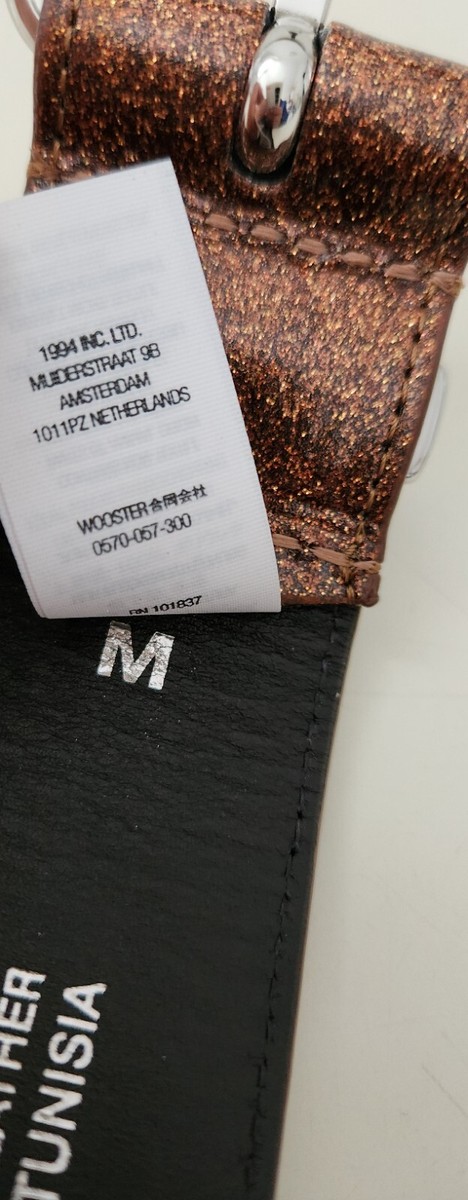 1994 INC. LTD.
MUIDERSTRAAT 9B
AMSTERDAM
1011PZ NETHERLANDS
WOOSTER合同会社
0570-057-300
RN 101837
M
TUNISIA